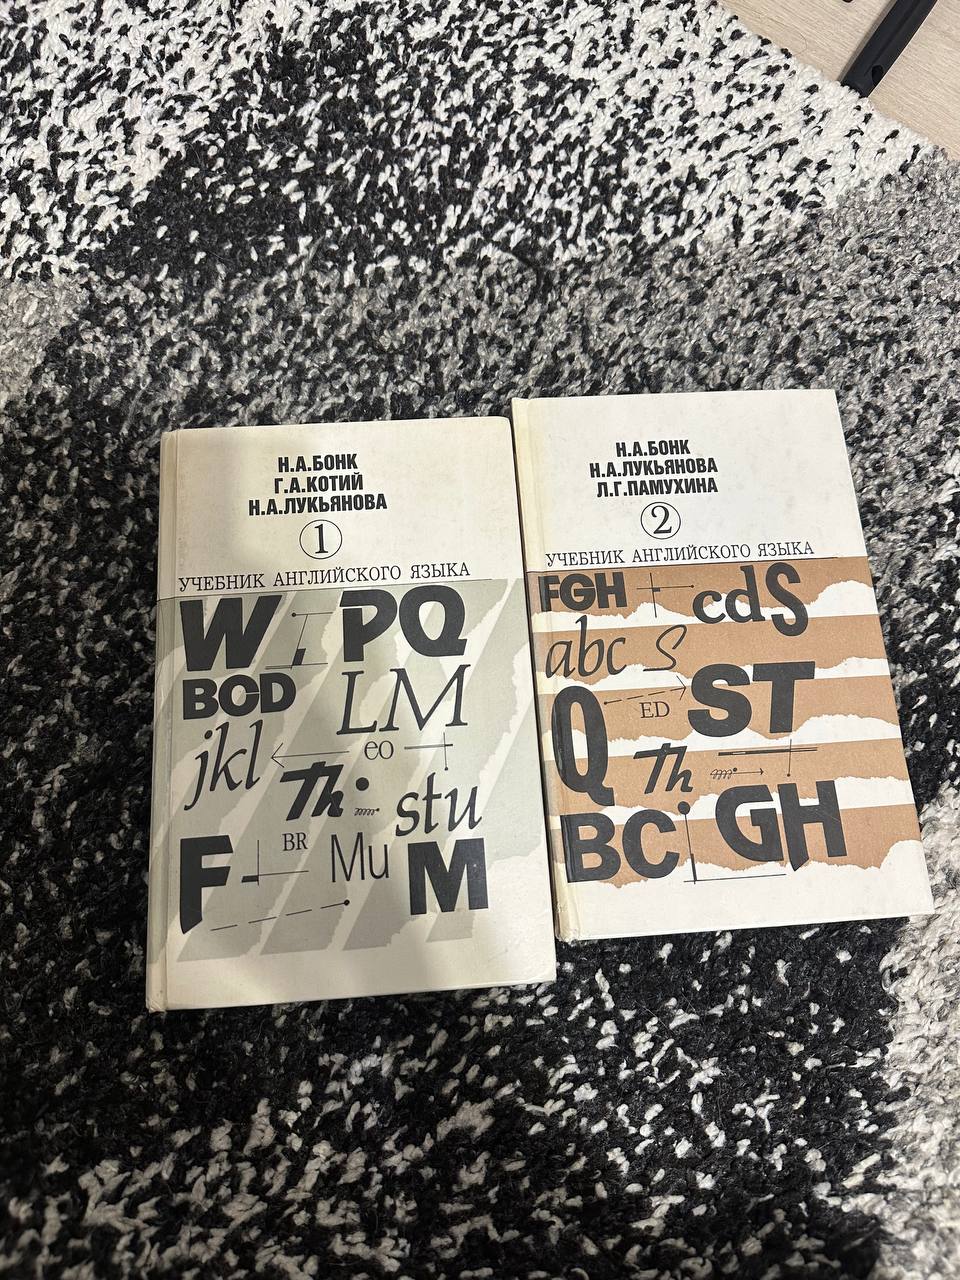 Н.А.БОНК
Г.А.КОТИЙ
Н.А.ЛУКЬЯНОВА
1
УЧЕБНИК АНГЛИЙСКОГО ЯЗЫКА
W PQ
BCD LM
jkl eo
Th stu
F BR Mu M
Н.А.БОНК
Н.А.ЛУКЬЯНОВА
Л.Г.ПАМУХИНА
2
УЧЕБНИК АНГЛИЙСКОГО ЯЗЫКА
FGH cdS
abc S
Q ED ST
Th
BC GH